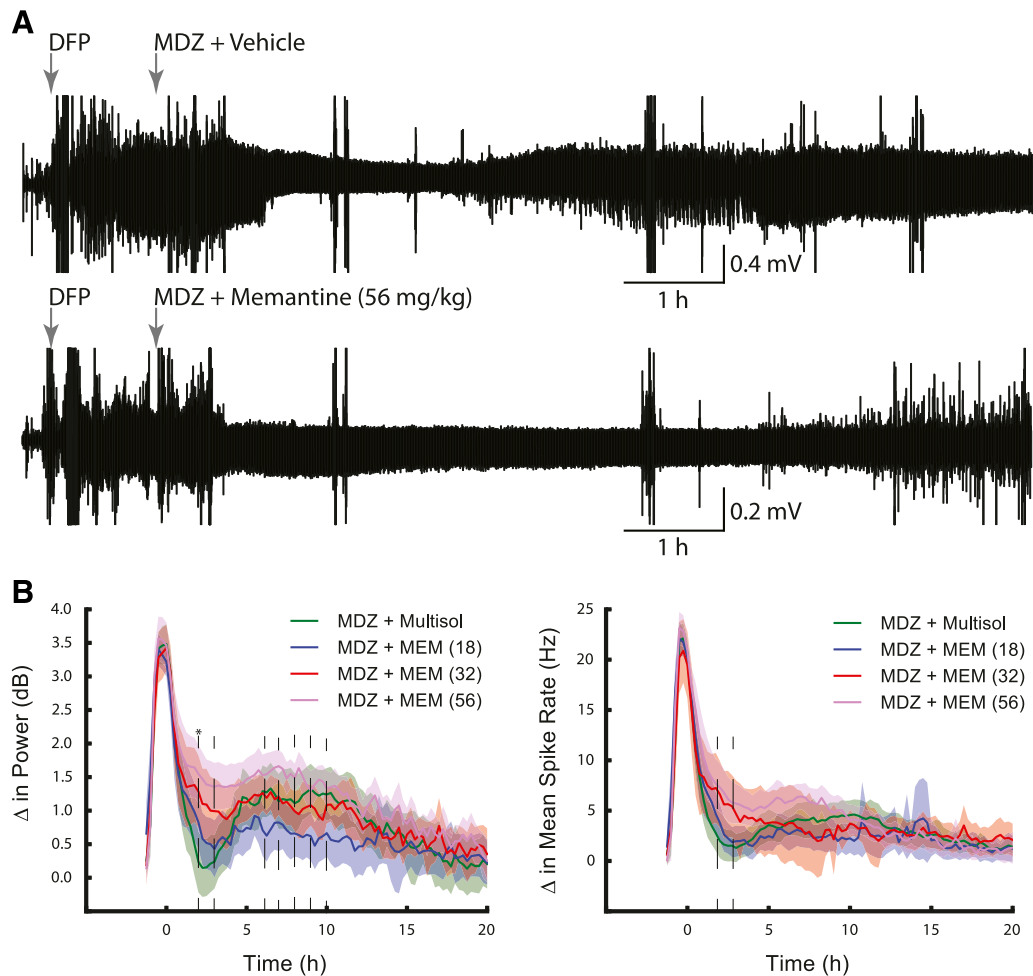 A
DFP MDZ + Vehicle
0.4 mV
1 h
DFP MDZ + Memantine (56 mg/kg)
0.2 mV
1 h
B
4.0
3.5
3.0
2.5
2.0
1.5
1.0
0.5
0.0
Δ in Power (dB)
MDZ + Multisol
MDZ + MEM (18)
MDZ + MEM (32)
MDZ + MEM (56)
*
0 5 10 15 20
Time (h)
25
20
15
10
5
0
Δ in Mean Spike Rate (Hz)
MDZ + Multisol
MDZ + MEM (18)
MDZ + MEM (32)
MDZ + MEM (56)
0 5 10 15 20
Time (h)